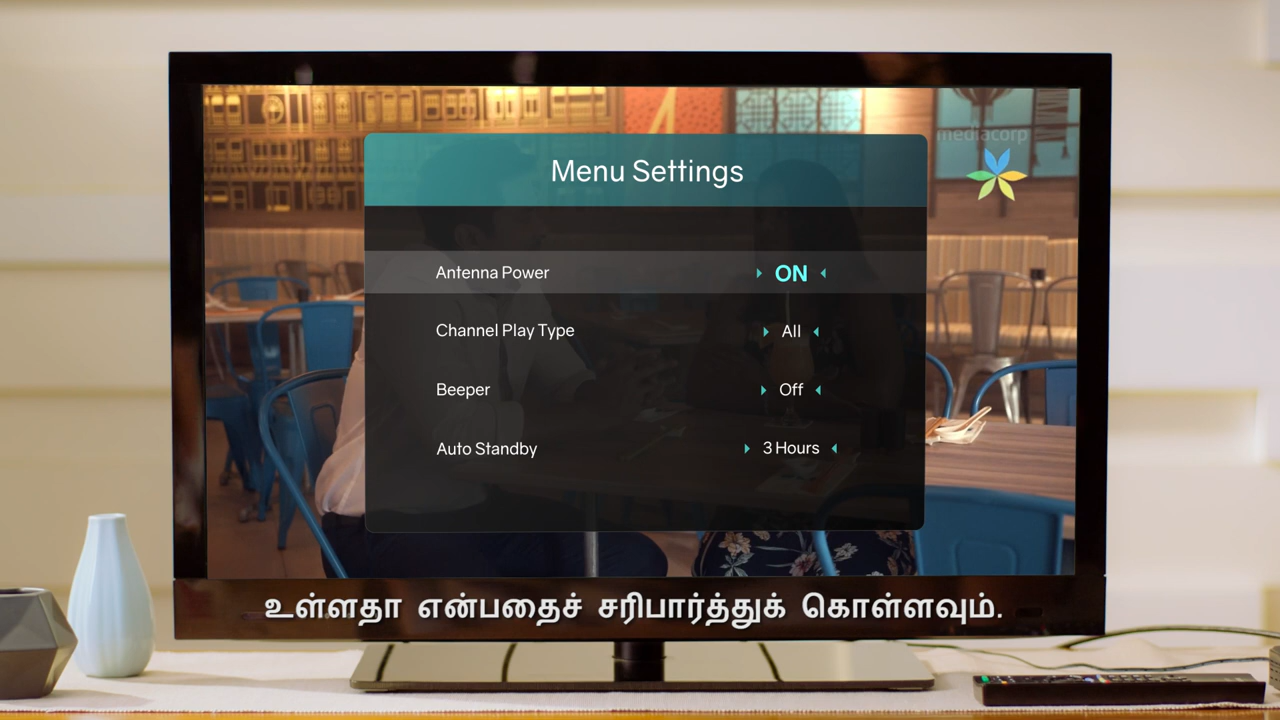 mediacorp
Menu Settings
Antenna Power ON
Channel Play Type All
Beeper Off
Auto Standby 3 Hours
உள்ளதா என்பதைச் சரிபார்த்துக் கொள்ளவும்.